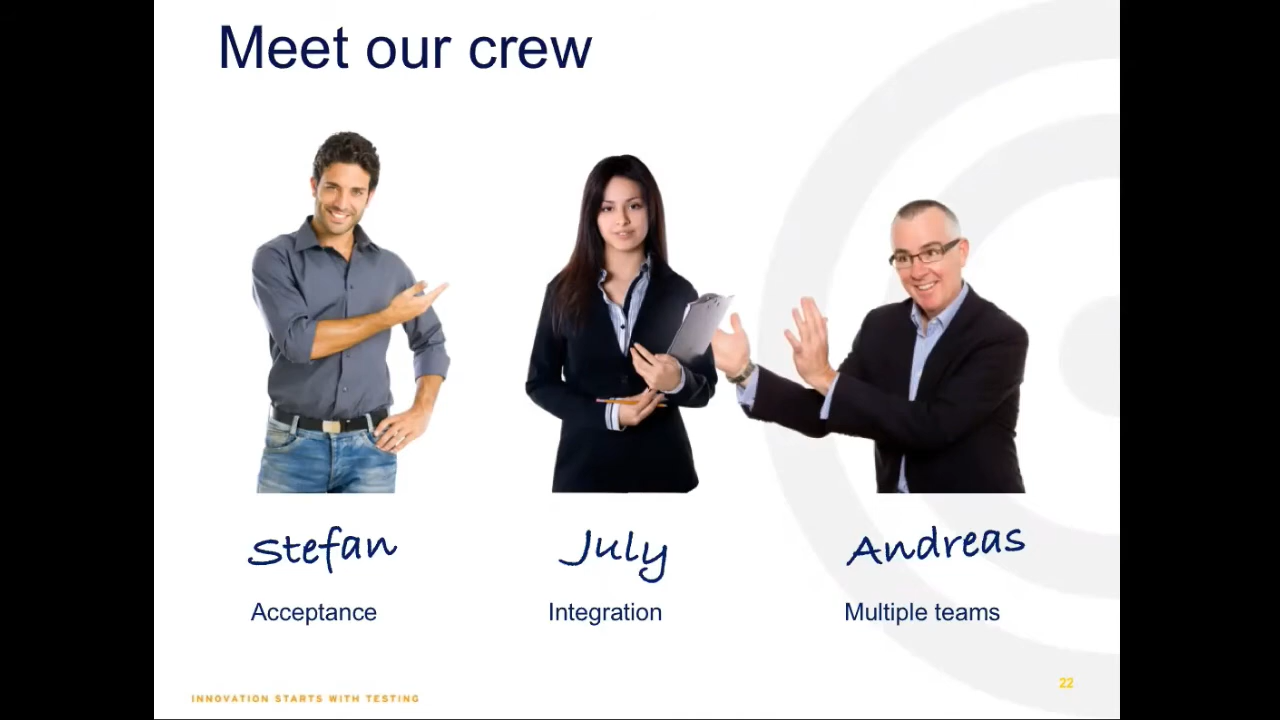 Meet our crew
Stefan
July
Andreas
Acceptance
Integration
Multiple teams
INNOVATION STARTS WITH TESTING
22